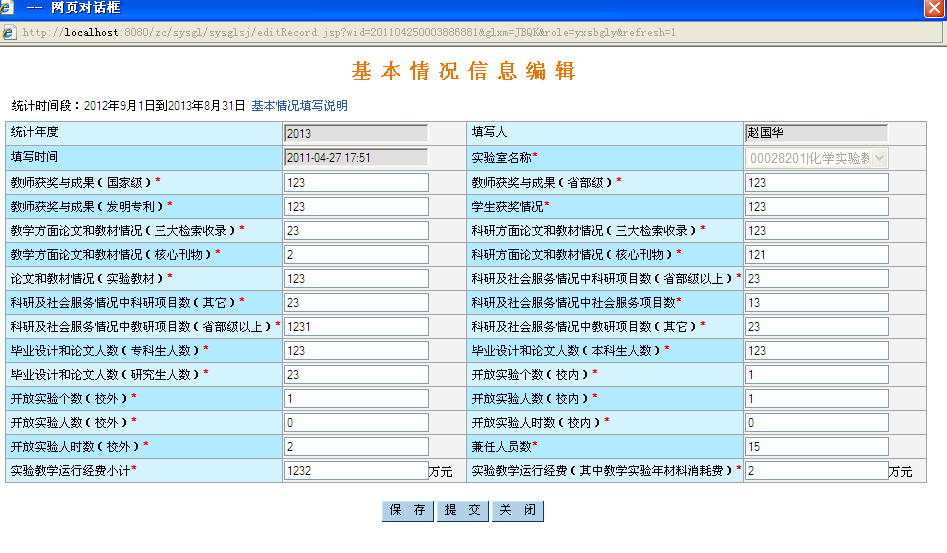 -- 网页对话框
http://localhost:8080/zc/sysgl/sysglsj/editRecord.jsp?wid=201104250003886881&glxm=JBQK&role=yxsbgly&refresh=1
基本情况信息编辑
统计时间段：2012年9月1日到2013年8月31日 基本情况填写说明
统计年度 2013 填写人 赵国华
填写时间 2011-04-27 17:51 实验室名称* 00028201|化学实验教
教师获奖与成果（国家级）* 123 教师获奖与成果（省部级）* 123
教师获奖与成果（发明专利）* 123 学生获奖情况* 123
教学方面论文和教材情况（三大检索收录）* 23 科研方面论文和教材情况（三大检索收录）* 123
教学方面论文和教材情况（核心刊物）* 2 科研方面论文和教材情况（核心刊物）* 121
论文和教材情况（实验教材）* 123 科研及社会服务情况中科研项目数（省部级以上）* 23
科研及社会服务情况中科研项目数（其它）* 23 科研及社会服务情况中社会服务项目数* 13
科研及社会服务情况中教研项目数（省部级以上）* 1231 科研及社会服务情况中教研项目数（其它）* 23
毕业设计和论文人数（专科生人数）* 123 毕业设计和论文人数（本科生人数）* 123
毕业设计和论文人数（研究生人数）* 23 开放实验个数（校内）* 1
开放实验个数（校外）* 1 开放实验人数（校内）* 1
开放实验人数（校外）* 0 开放实验人时数（校内）* 0
开放实验人时数（校外）* 2 兼任人员数* 15
实验教学运行经费小计* 1232 万元 实验教学运行经费（其中教学实验年材料消耗费）* 2 万元
保 存 提 交 关 闭